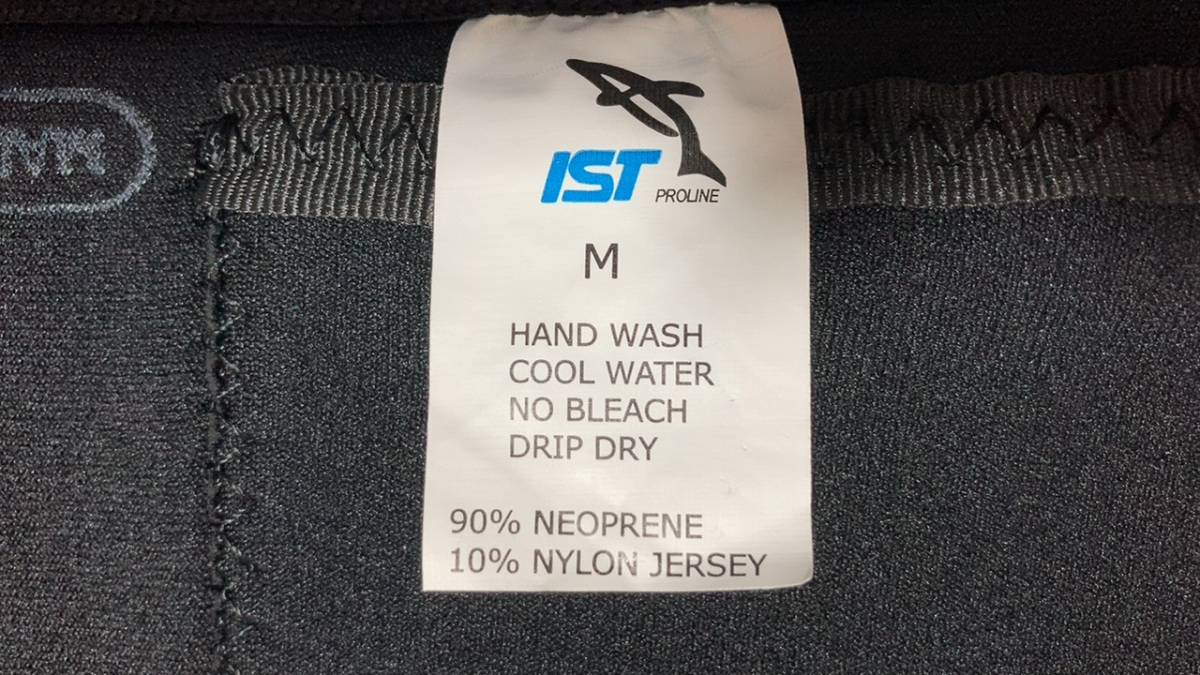 IST PROLINE
M
HAND WASH
COOL WATER
NO BLEACH
DRIP DRY
90% NEOPRENE
10% NYLON JERSEY